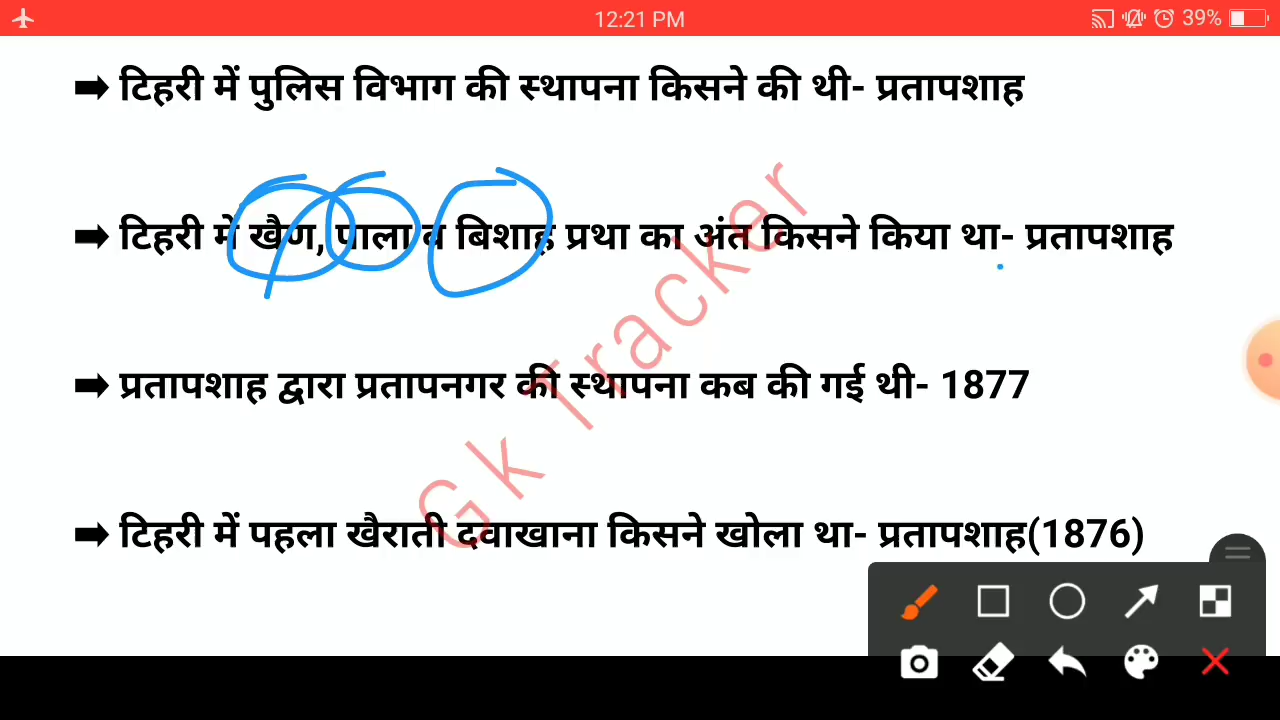 12:21 PM
39%
➡ टिहरी में पुलिस विभाग की स्थापना किसने की थी- प्रतापशाह
➡ टिहरी में खैण, पाला व बिशाह प्रथा का अंत किसने किया था- प्रतापशाह
➡ प्रतापशाह द्वारा प्रतापनगर की स्थापना कब की गई थी- 1877
➡ टिहरी में पहला खैराती दवाखाना किसने खोला था- प्रतापशाह(1876)
Gk Tracker